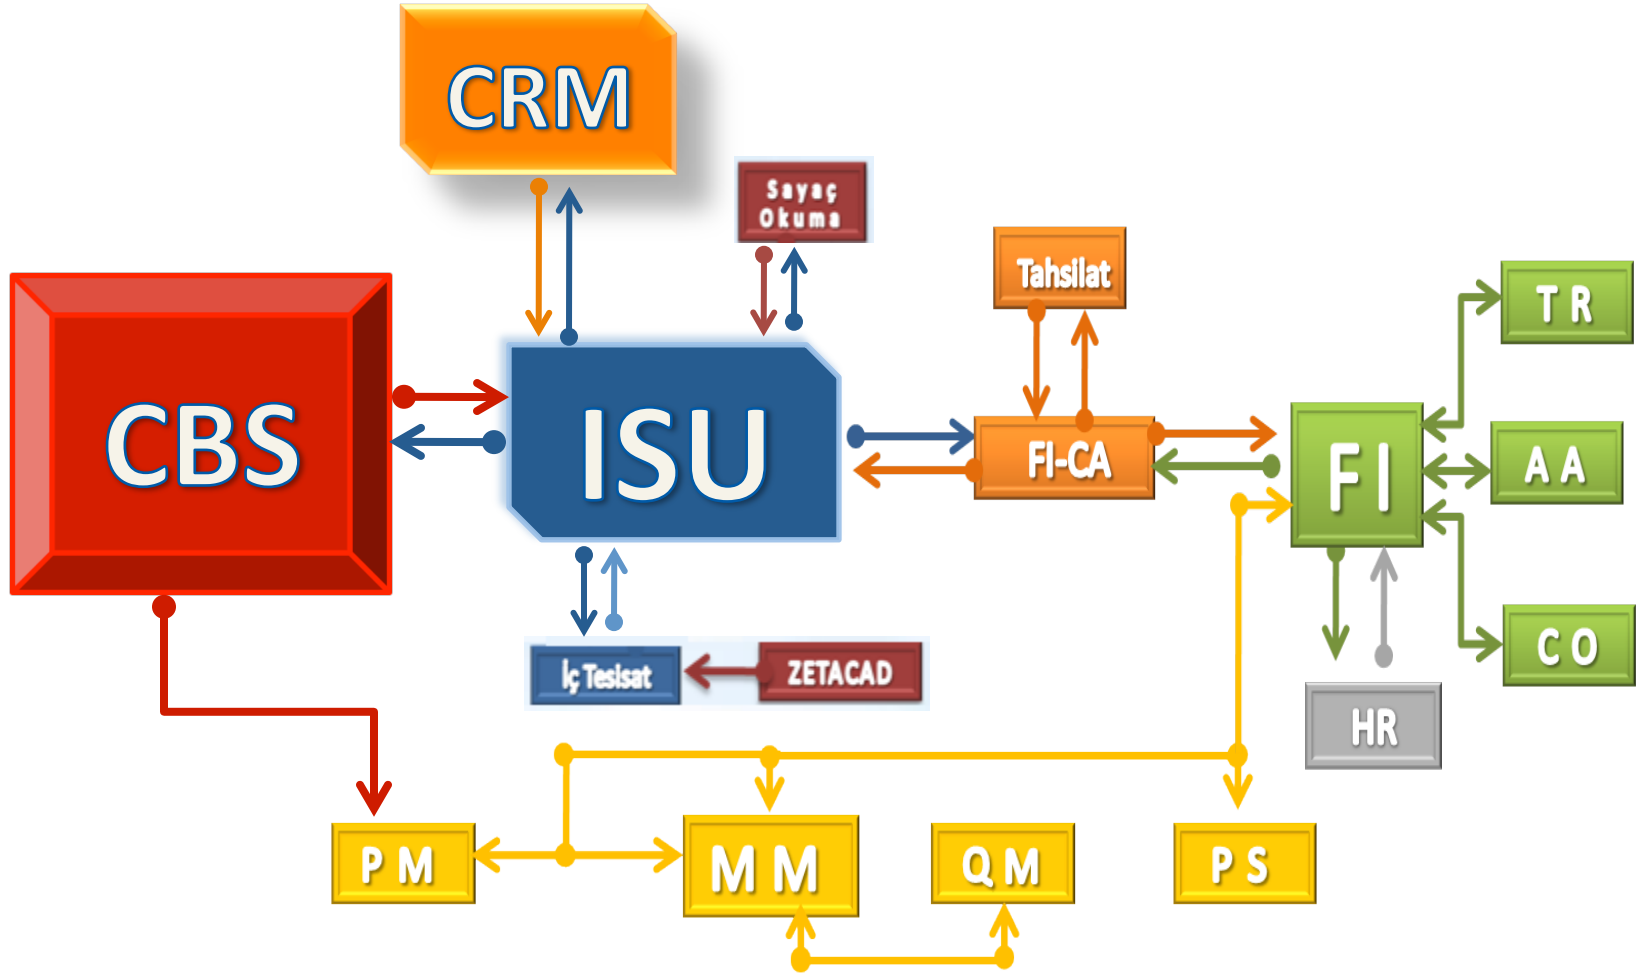 CRM
Sayaç
Okuma
Tahsilat
TR
CBS
ISU
FI-CA
FI
AA
İç Tesisat
ZETACAD
CO
HR
PM
MM
QM
PS